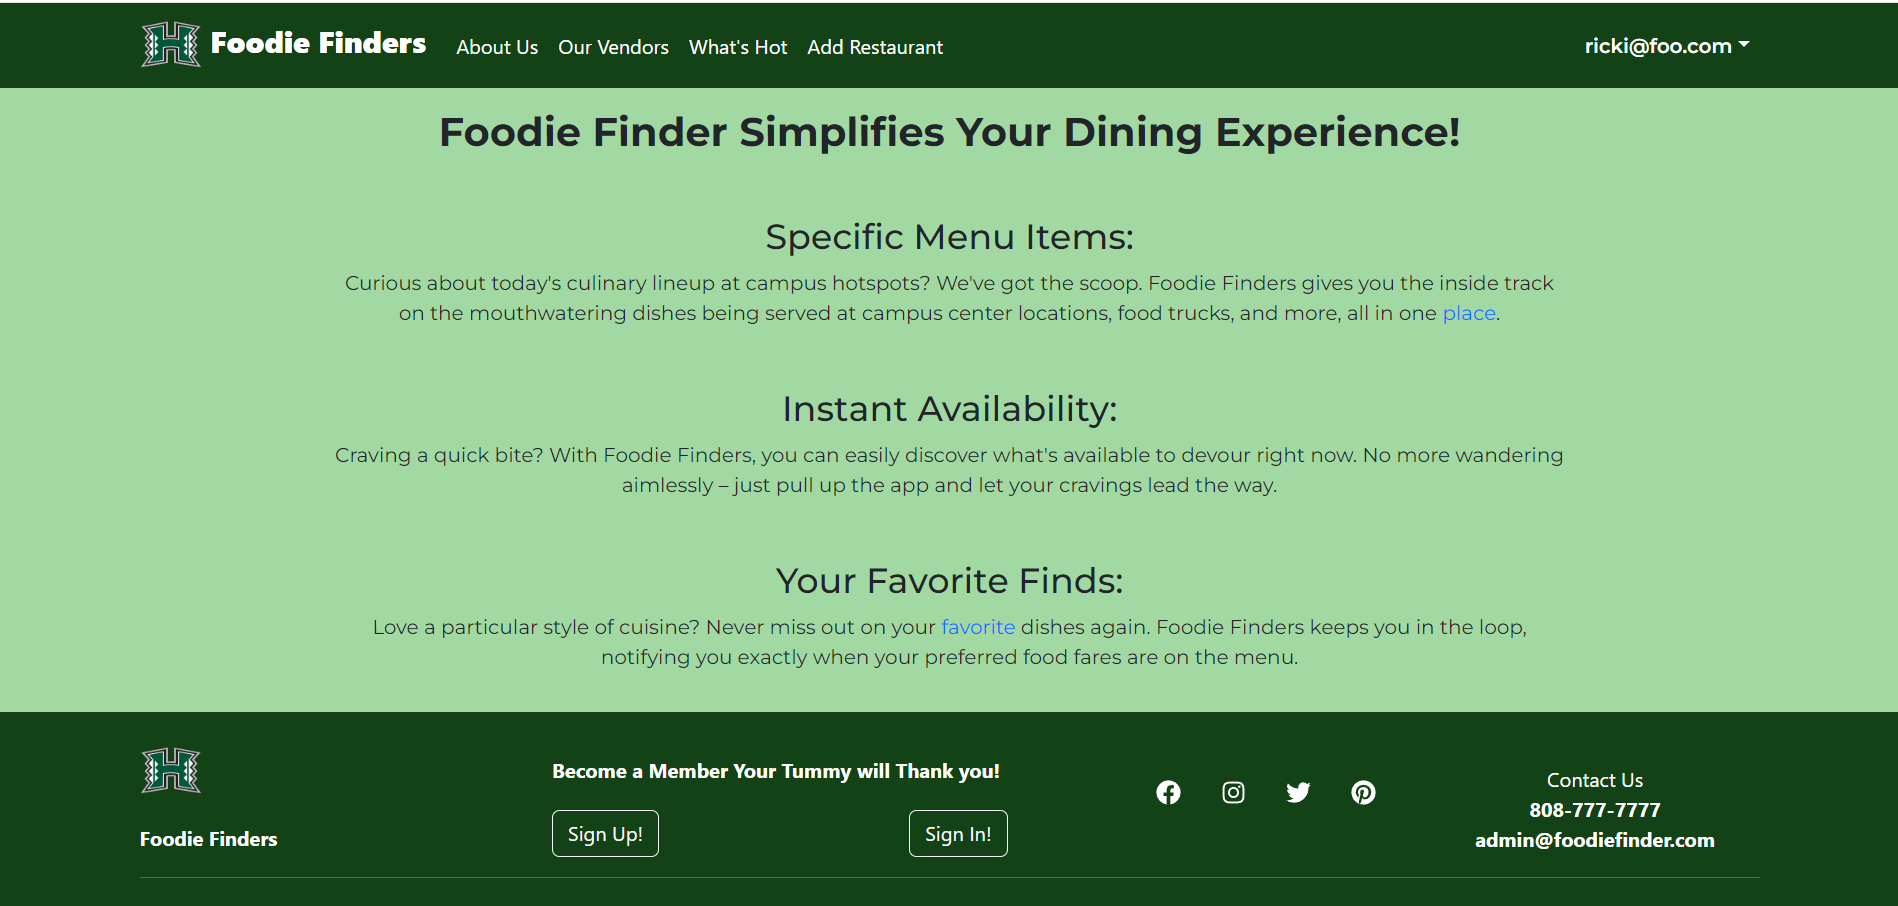 Foodie Finders About Us Our Vendors What's Hot Add Restaurant ricki@foo.com
Foodie Finder Simplifies Your Dining Experience!
Specific Menu Items:
Curious about today's culinary lineup at campus hotspots? We've got the scoop. Foodie Finders gives you the inside track
on the mouthwatering dishes being served at campus center locations, food trucks, and more, all in one place.
Instant Availability:
Craving a quick bite? With Foodie Finders, you can easily discover what's available to devour right now. No more wandering
aimlessly – just pull up the app and let your cravings lead the way.
Your Favorite Finds:
Love a particular style of cuisine? Never miss out on your favorite dishes again. Foodie Finders keeps you in the loop,
notifying you exactly when your preferred food fares are on the menu.
H
Foodie Finders
Become a Member Your Tummy will Thank you!
Sign Up! Sign In!
Contact Us
808-777-7777
admin@foodiefinder.com